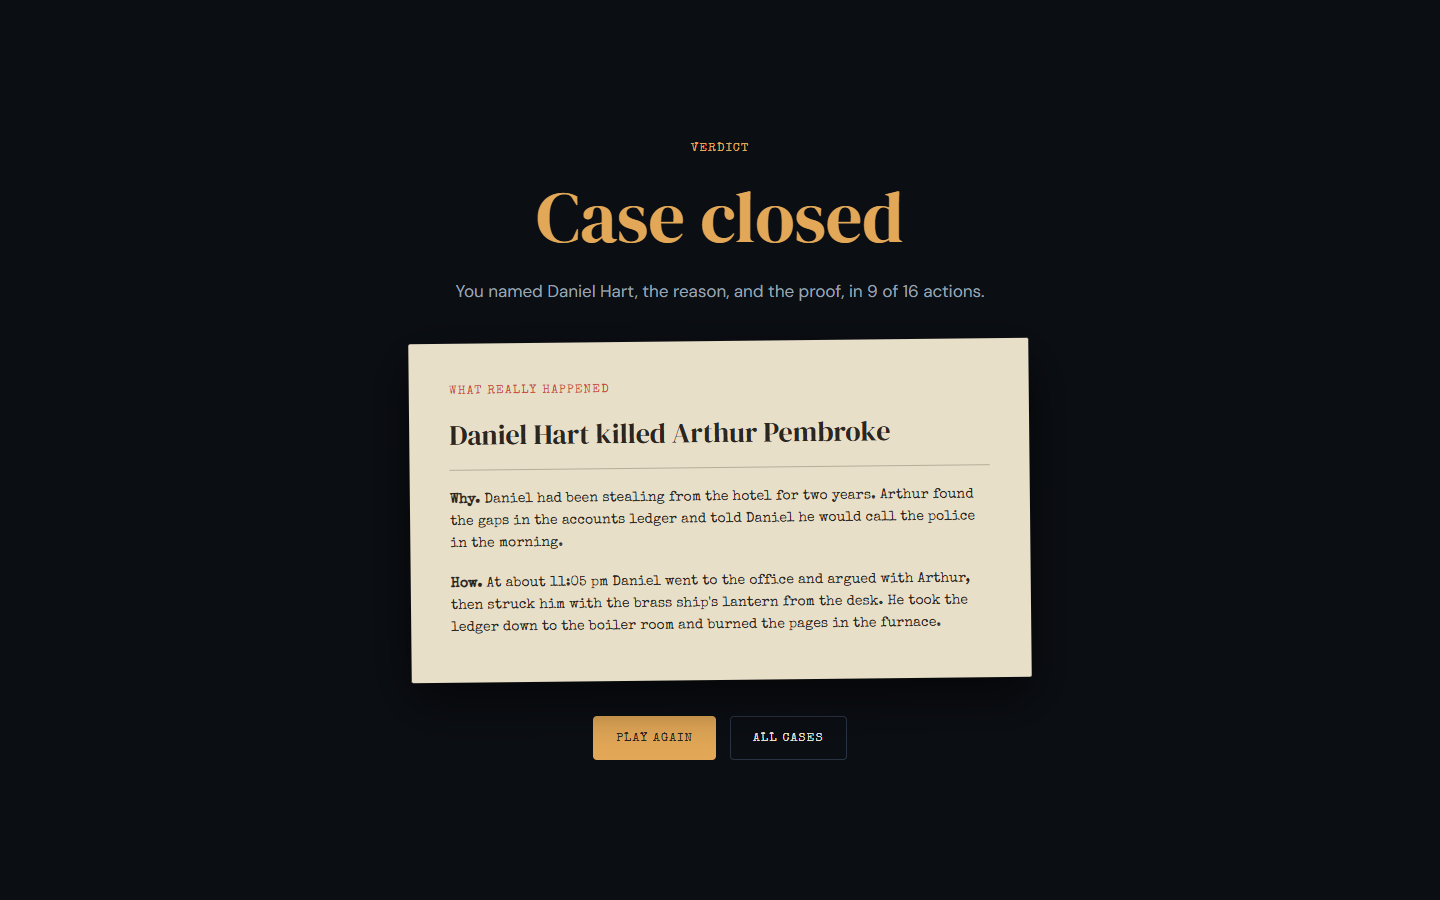 VERDICT
Case closed
You named Daniel Hart, the reason, and the proof, in 9 of 16 actions.
WHAT REALLY HAPPENED
Daniel Hart killed Arthur Pembroke
Why. Daniel had been stealing from the hotel for two years. Arthur found
the gaps in the accounts ledger and told Daniel he would call the police
in the morning.
How. At about 11:05 pm Daniel went to the office and argued with Arthur,
then struck him with the brass ship's lantern from the desk. He took the
ledger down to the boiler room and burned the pages in the furnace.
PLAY AGAIN
ALL CASES